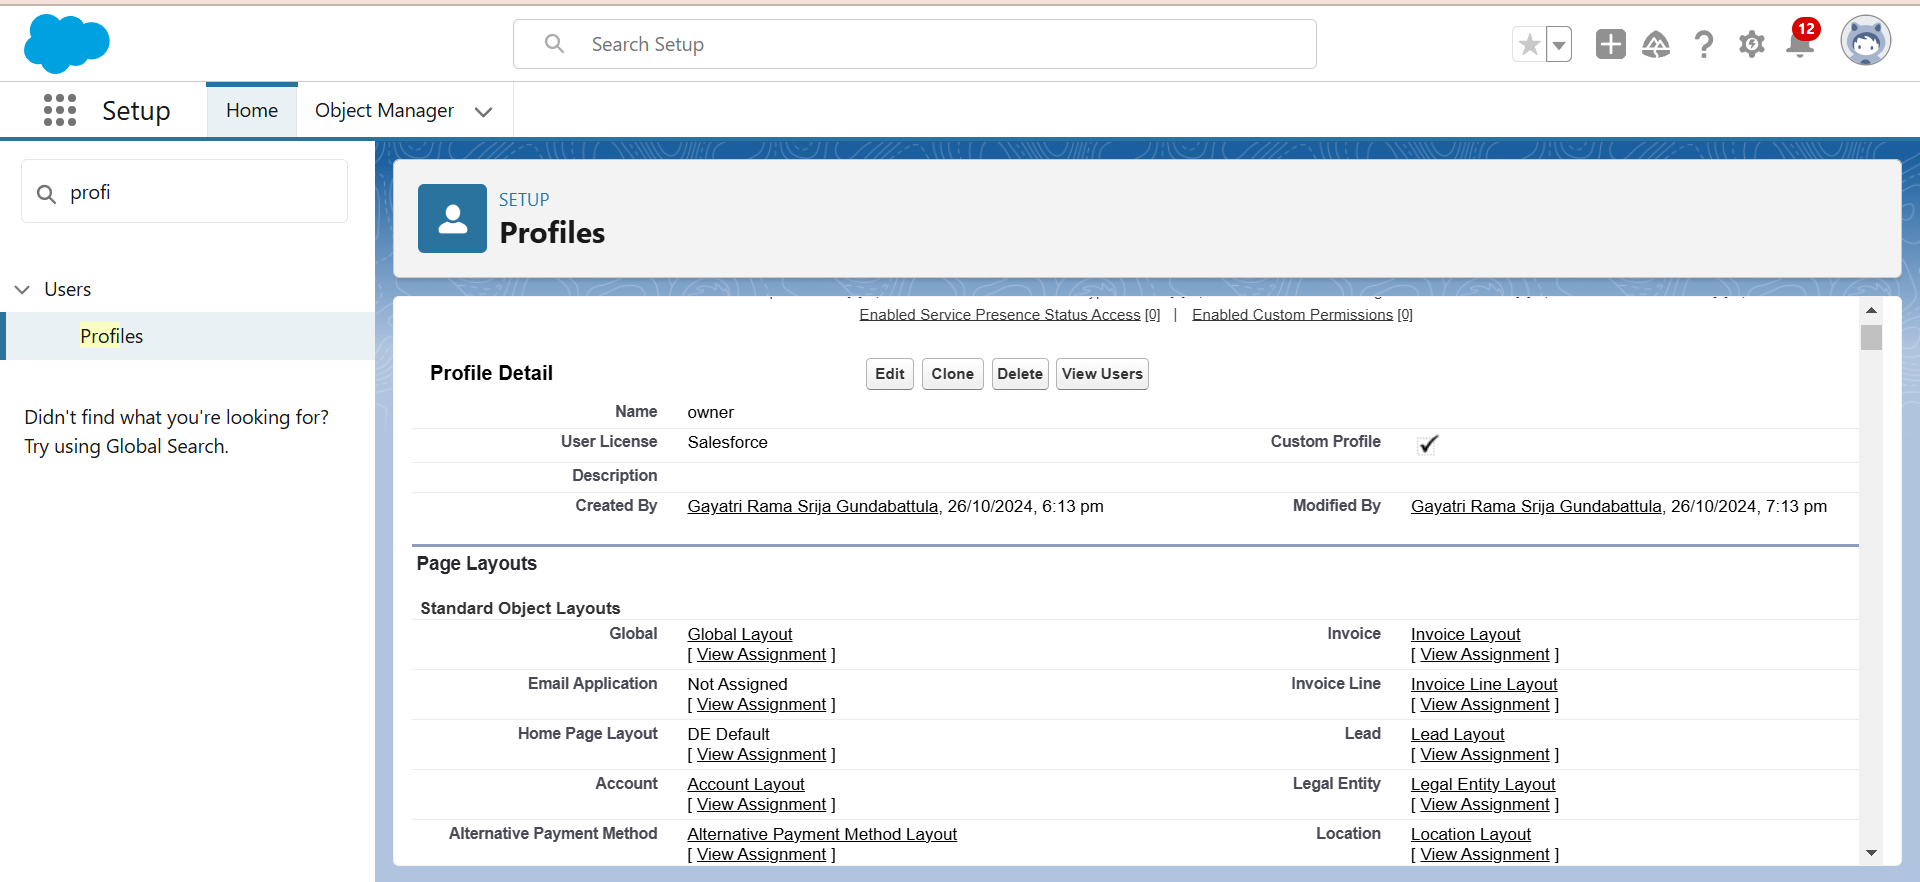 Search Setup
12
Setup
Home
Object Manager
profi
Users
Profiles
Didn't find what you're looking for?
Try using Global Search.
SETUP
Profiles
Enabled Service Presence Status Access [0] | Enabled Custom Permissions [0]
Profile Detail
Edit
Clone
Delete
View Users
Name owner
User License Salesforce Custom Profile
Description
Created By Gayatri Rama Srija Gundabattula, 26/10/2024, 6:13 pm Modified By Gayatri Rama Srija Gundabattula, 26/10/2024, 7:13 pm
Page Layouts
Standard Object Layouts
Global Global Layout Invoice Invoice Layout
[ View Assignment ] [ View Assignment ]
Email Application Not Assigned Invoice Line Invoice Line Layout
[ View Assignment ] [ View Assignment ]
Home Page Layout DE Default Lead Lead Layout
[ View Assignment ] [ View Assignment ]
Account Account Layout Legal Entity Legal Entity Layout
[ View Assignment ] [ View Assignment ]
Alternative Payment Method Alternative Payment Method Layout Location Location Layout
[ View Assignment ] [ View Assignment ]